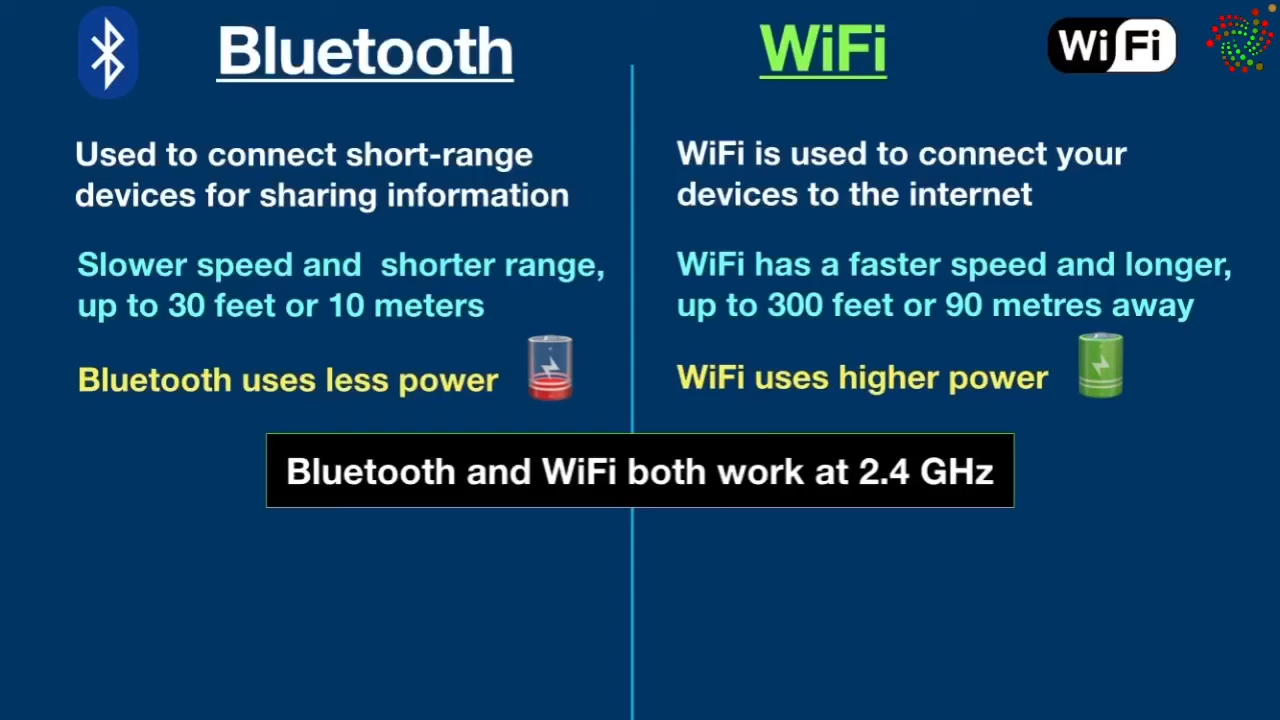 Bluetooth
Used to connect short-range
devices for sharing information
Slower speed and  shorter range,
up to 30 feet or 10 meters
Bluetooth uses less power
WiFi
WiFi
WiFi is used to connect your
devices to the internet
WiFi has a faster speed and longer,
up to 300 feet or 90 metres away
WiFi uses higher power
Bluetooth and WiFi both work at 2.4 GHz